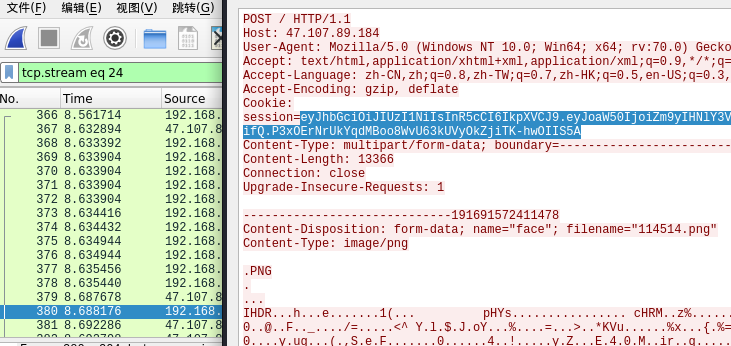 文件(F) 编辑(E) 视图(V) 跳转(G)
tcp.stream eq 24
No. Time Source
366 8.561714 192.168.
367 8.632894 47.107.8
368 8.633392 192.168.
369 8.633904 192.168.
370 8.633904 192.168.
371 8.633904 192.168.
372 8.633904 192.168.
373 8.634416 192.168.
374 8.634432 192.168.
375 8.634944 192.168.
376 8.634944 192.168.
377 8.635456 192.168.
378 8.635440 192.168.
379 8.687678 47.107.8
380 8.688176 192.168.
381 8.692286 47.107.8
POST / HTTP/1.1
Host: 47.107.89.184
User-Agent: Mozilla/5.0 (Windows NT 10.0; Win64; x64; rv:70.0) Gecko
Accept: text/html,application/xhtml+xml,application/xml;q=0.9,*/*;q=
Accept-Language: zh-CN,zh;q=0.8,zh-TW;q=0.7,zh-HK;q=0.5,en-US;q=0.3,
Accept-Encoding: gzip, deflate
Cookie:
session=eyJhbGciOiJIUzI1NiIsInR5cCI6IkpXVCJ9.eyJoaW50IjoiZm9yIHNlY3V
ifQ.P3xOErNrUkYqdMBoo8WvU63kUVyOkZjiTK-hwOIIS5A
Content-Type: multipart/form-data; boundary=------------------------
Content-Length: 13366
Connection: close
Upgrade-Insecure-Requests: 1
-----------------------------191691572411478
Content-Disposition: form-data; name="face"; filename="114514.png"
Content-Type: image/png
.PNG
.
...
IHDR...h...e.......1(... pHYs................ cHRM..z%......